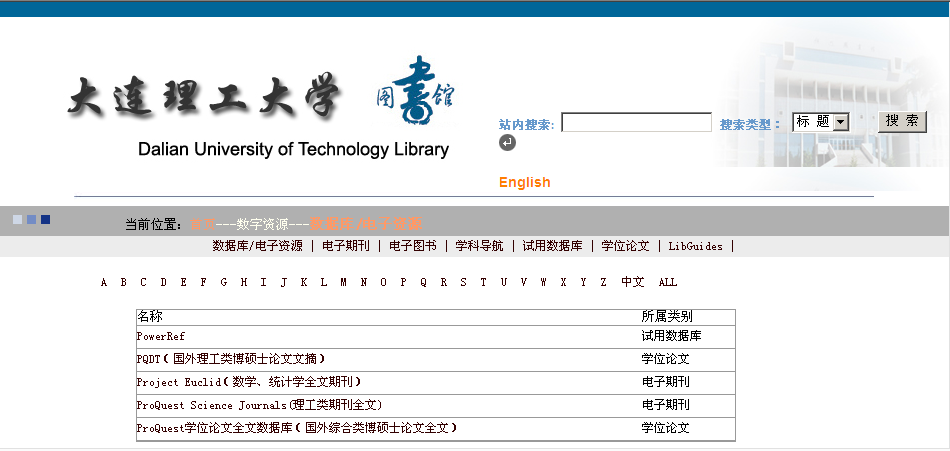 大连理工大学 图書馆
Dalian University of Technology Library
站内搜索: 搜索类型： 标 题 搜 索
English
当前位置： 首页---数字资源---数据库/电子资源
数据库/电子资源 | 电子期刊 | 电子图书 | 学科导航 | 试用数据库 | 学位论文 | LibGuides |
A B C D E F G H I J K L M N O P Q R S T U V W X Y Z 中文 ALL
名称 所属类别
PowerRef 试用数据库
PQDT（国外理工类博硕士论文文摘） 学位论文
Project Euclid（数学、统计学全文期刊） 电子期刊
ProQuest Science Journals(理工类期刊全文) 电子期刊
ProQuest学位论文全文数据库（国外综合类博硕士论文全文） 学位论文